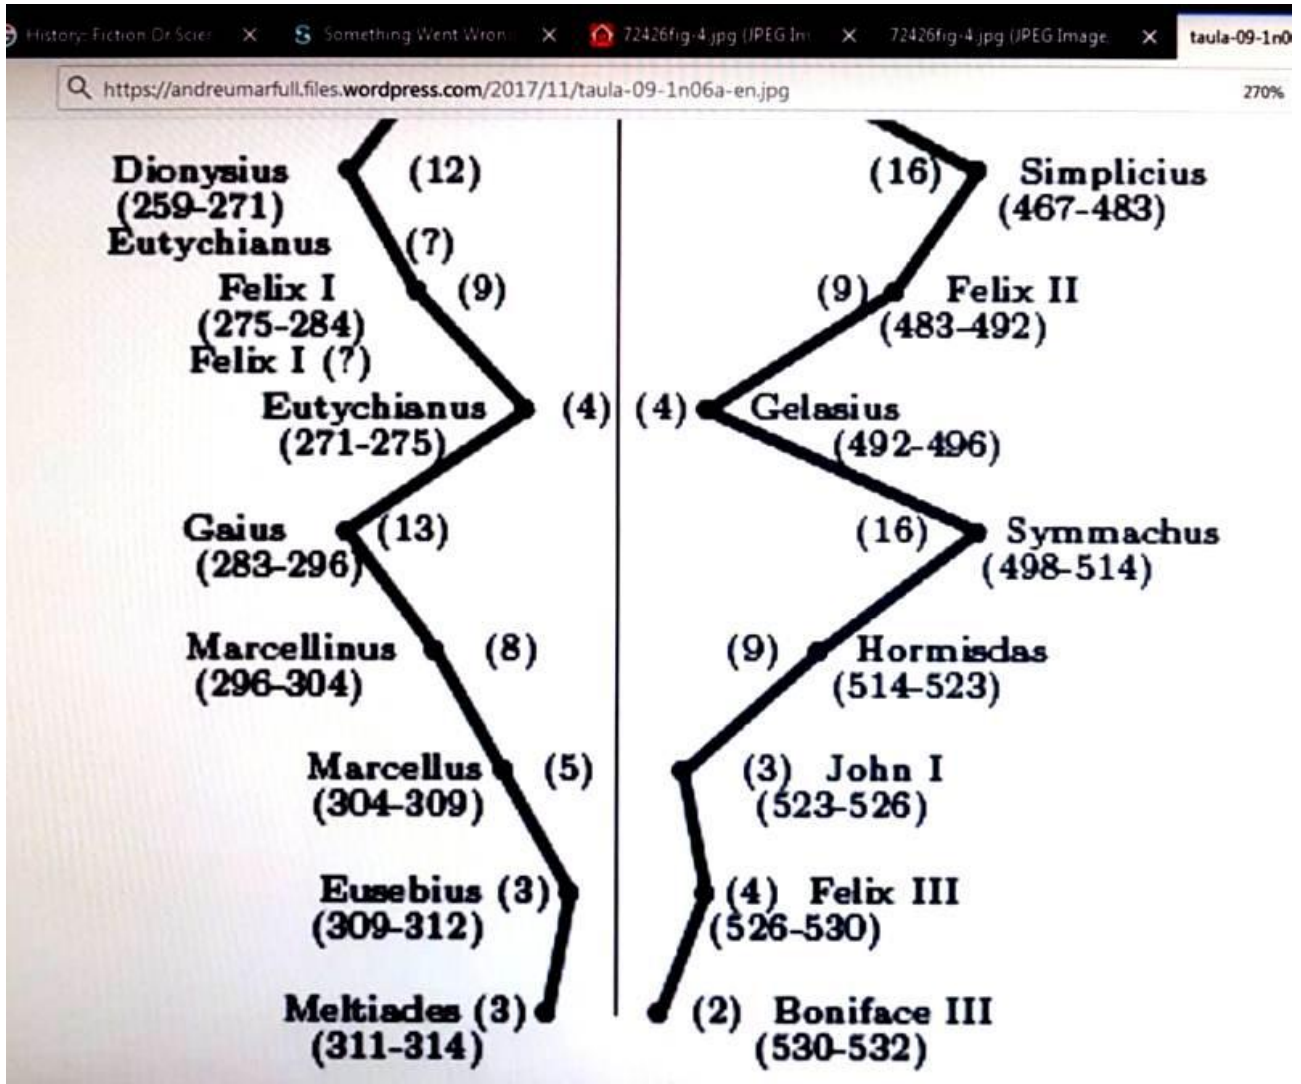 History: Fiction Or Scier
Something Went Wron
72426fig-4.jpg (JPEG Im
72426fig-4.jpg (JPEG Image
taula-09-1n0
https://andreumarfull.files.wordpress.com/2017/11/taula-09-1n06a-en.jpg
270%
Dionysius (12)
(259-271)
Eutychianus (?)
Felix I (9)
(275-284)
Felix I (?)
Eutychianus (4)
(271-275)
Gaius (13)
(283-296)
Marcellinus (8)
(296-304)
Marcellus (5)
(304-309)
Eusebius (3)
(309-312)
Meltiades (3)
(311-314)
(16) Simplicius
(467-483)
(9) Felix II
(483-492)
(4) Gelasius
(492-496)
(16) Symmachus
(498-514)
(9) Hormisdas
(514-523)
(3) John I
(523-526)
(4) Felix III
(526-530)
(2) Boniface III
(530-532)